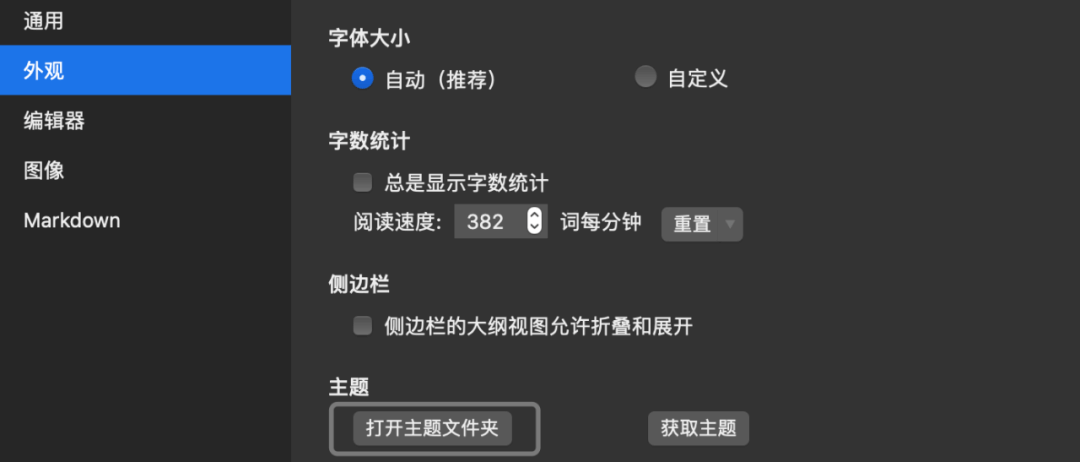 通用
外观
编辑器
图像
Markdown
字体大小
自动（推荐） 自定义
字数统计
总是显示字数统计
阅读速度: 382 词每分钟 重置
侧边栏
侧边栏的大纲视图允许折叠和展开
主题
打开主题文件夹 获取主题